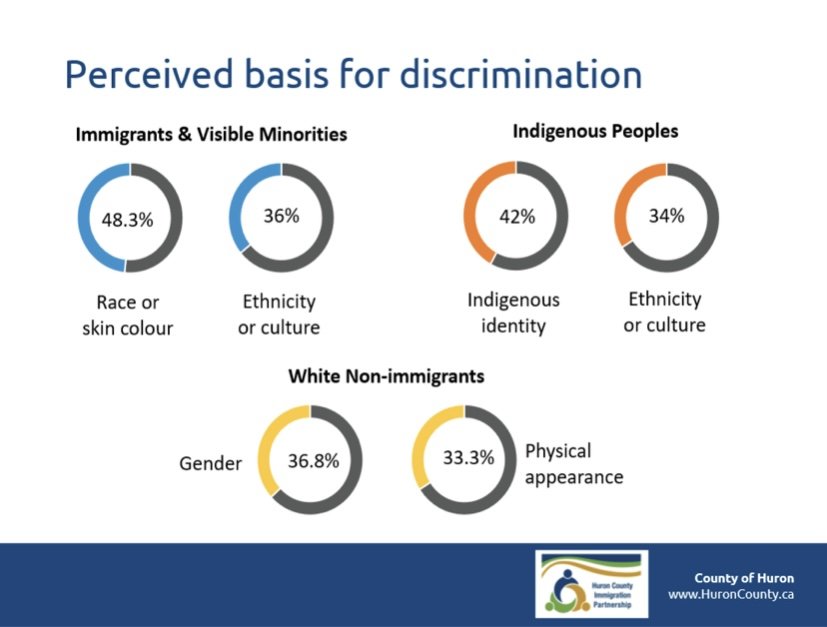 Perceived basis for discrimination
Immigrants & Visible Minorities
48.3%
Race or
skin colour
36%
Ethnicity
or culture
Indigenous Peoples
42%
Indigenous
identity
34%
Ethnicity
or culture
White Non-immigrants
Gender
36.8%
33.3%
Physical
appearance
Huron County
Immigration
Partnership
County of Huron
www.HuronCounty.ca